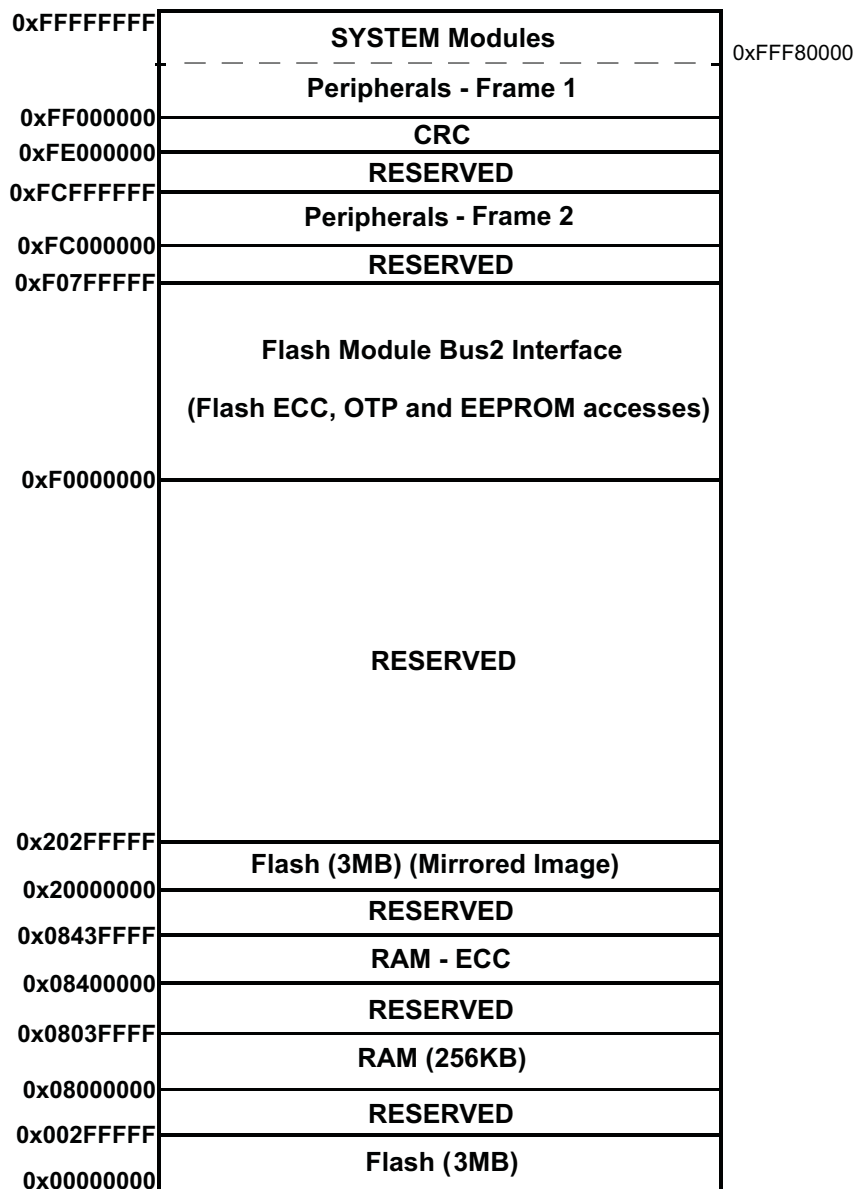 0xFFFFFFFF
SYSTEM Modules
0xFFF80000
Peripherals - Frame 1
0xFF000000
CRC
0xFE000000
RESERVED
0xFCFFFFFF
Peripherals - Frame 2
0xFC000000
RESERVED
0xF07FFFFF
Flash Module Bus2 Interface
(Flash ECC, OTP and EEPROM accesses)
0xF0000000
RESERVED
0x202FFFFF
Flash (3MB) (Mirrored Image)
0x20000000
RESERVED
0x0843FFFF
RAM - ECC
0x08400000
RESERVED
0x0803FFFF
RAM (256KB)
0x08000000
RESERVED
0x002FFFFF
Flash (3MB)
0x00000000